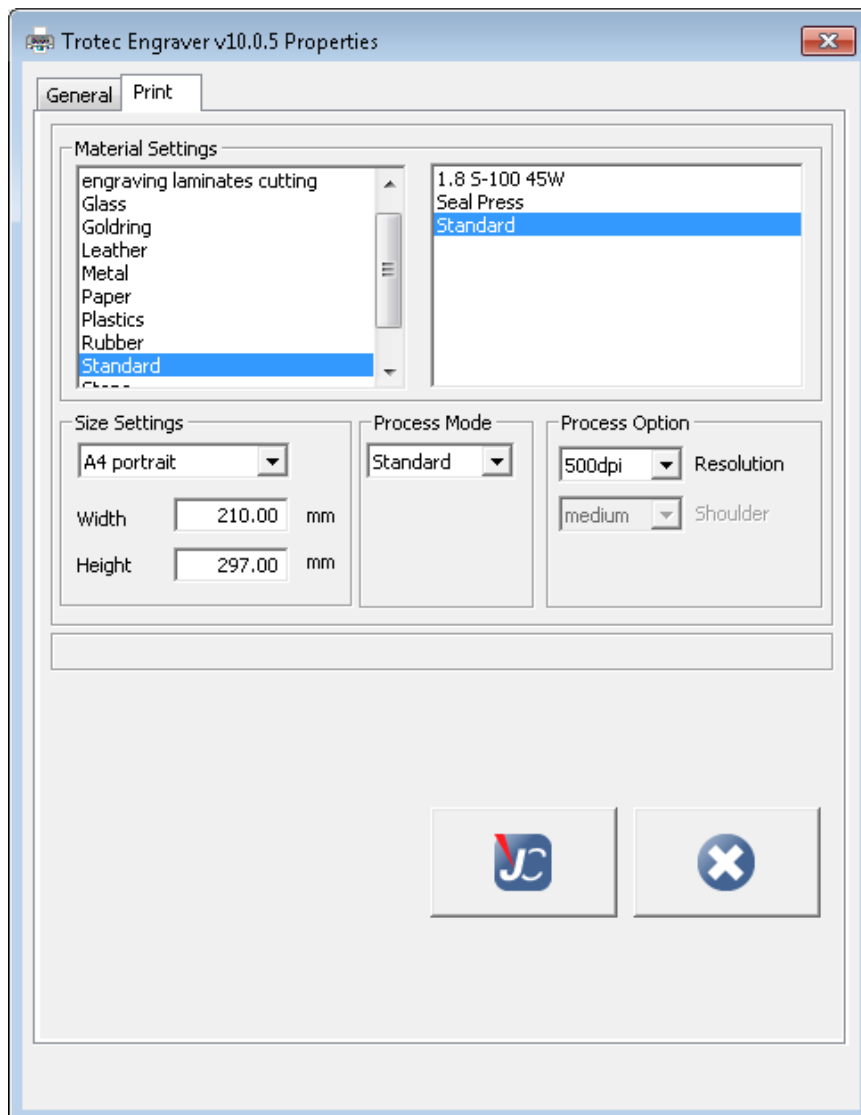 Trotec Engraver v10.0.5 Properties
General
Print
Material Settings
engraving laminates cutting
Glass
Goldring
Leather
Metal
Paper
Plastics
Rubber
Standard
1.8 S-100 45W
Seal Press
Standard
Size Settings
A4 portrait
Width 210.00 mm
Height 297.00 mm
Process Mode
Standard
Process Option
500dpi Resolution
medium Shoulder
JC